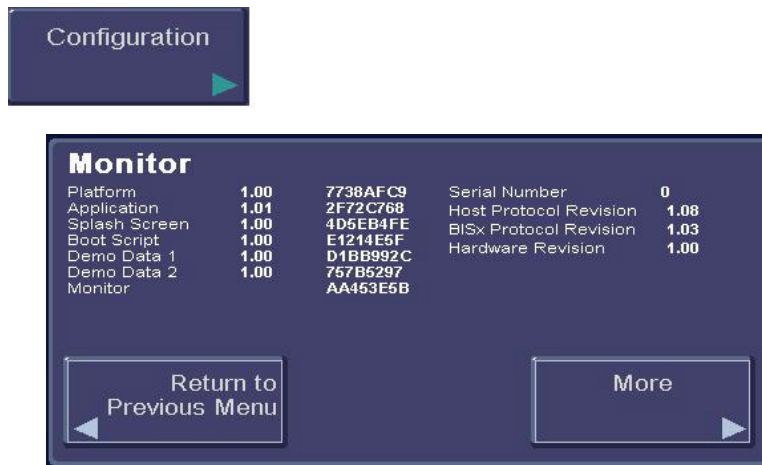 Configuration
Monitor
Platform 1.00 7738AFC9
Application 1.01 2F72C768
Splash Screen 1.00 4D5EB4FE
Boot Script 1.00 E1214E5F
Demo Data 1 1.00 D1BB992C
Demo Data 2 1.00 757B5297
Monitor AA453E5B
Serial Number 0
Host Protocol Revision 1.08
BISx Protocol Revision 1.03
Hardware Revision 1.00
Return to
Previous Menu
More